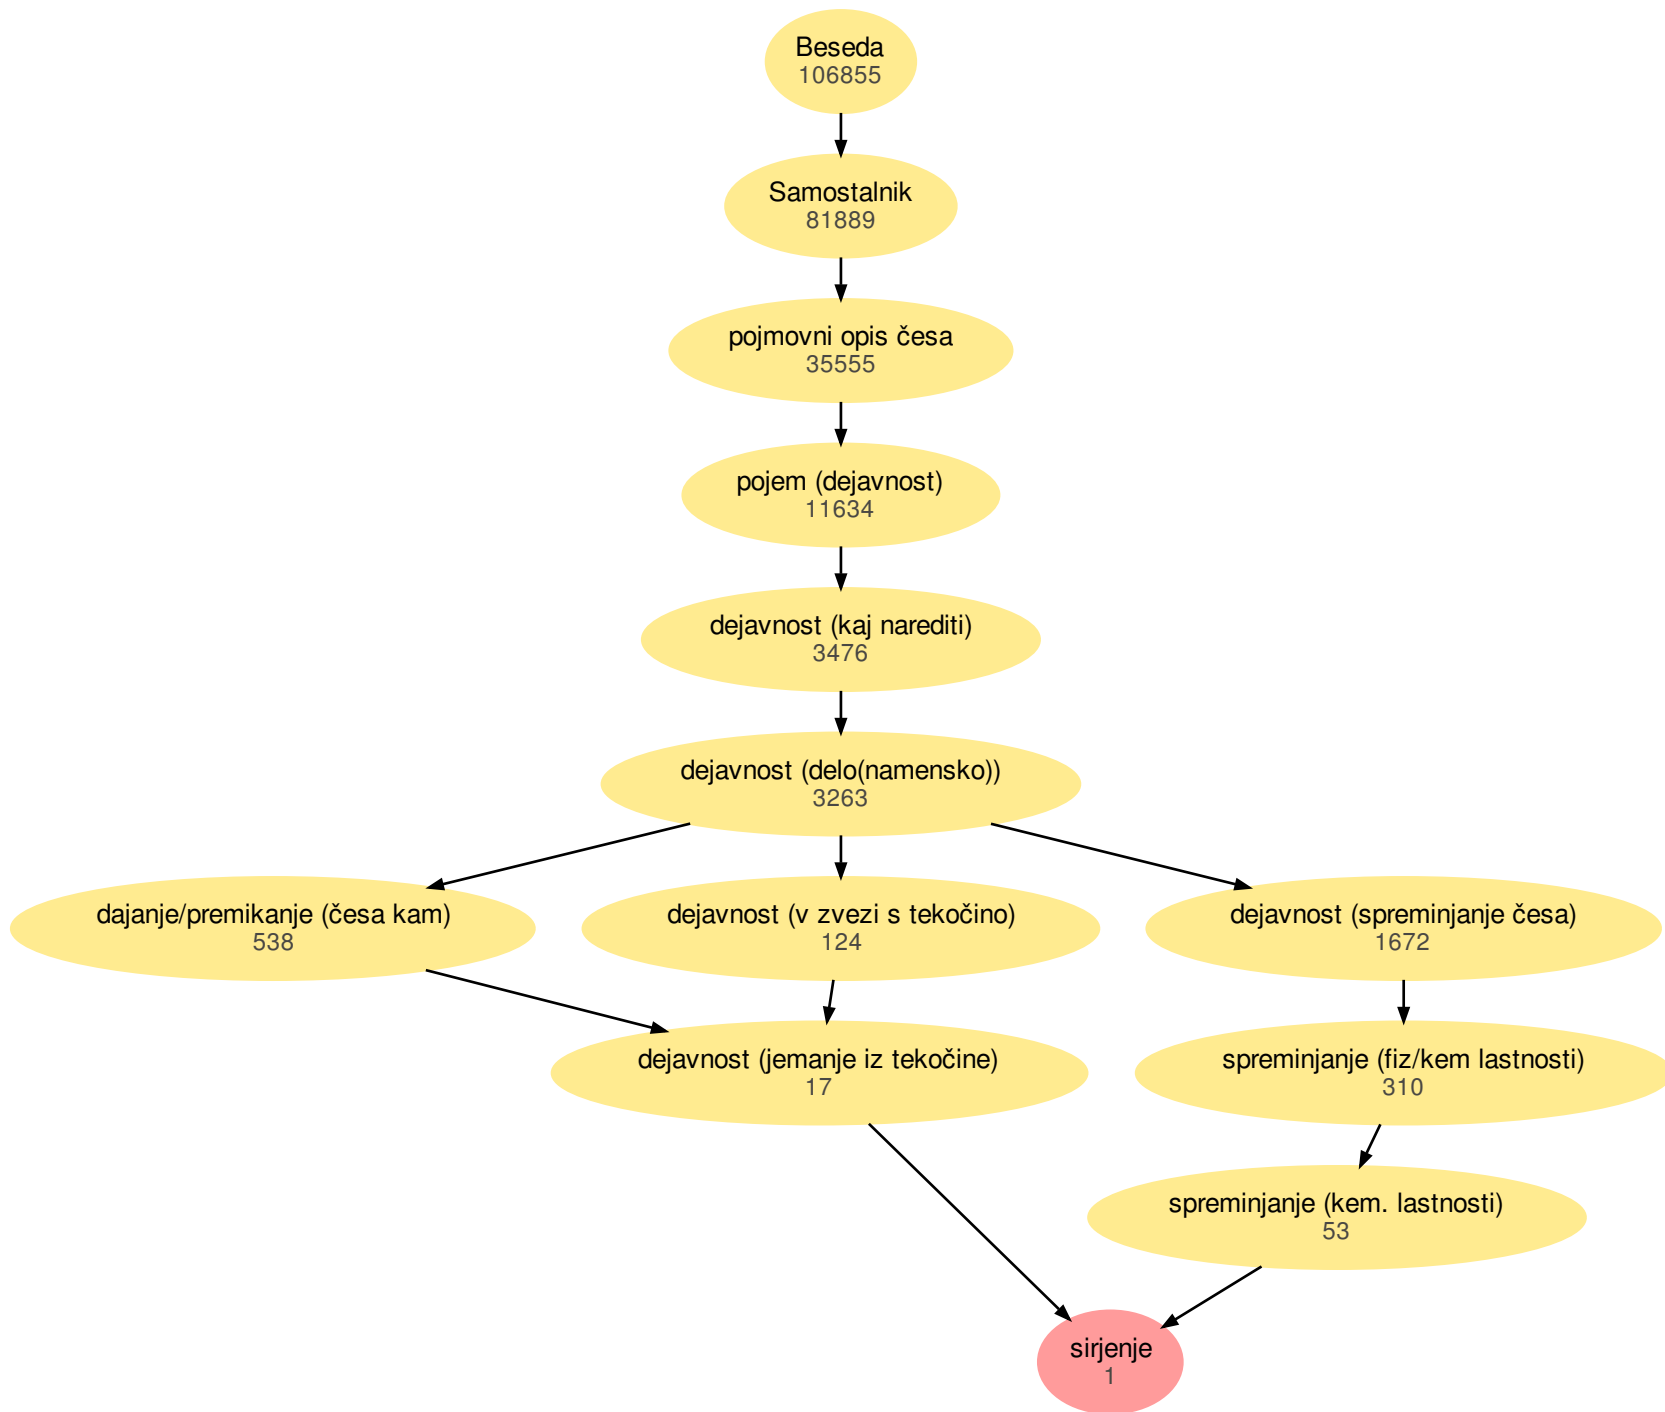 Beseda
106855
Samostalnik
81889
pojmovni opis česa
35555
pojem (dejavnost)
11634
dejavnost (kaj narediti)
3476
dejavnost (delo(namensko))
3263
dajanje/premikanje (česa kam)
538
dejavnost (v zvezi s tekočino)
124
dejavnost (spreminjanje česa)
1672
dejavnost (jemanje iz tekočine)
17
spreminjanje (fiz/kem lastnosti)
310
spreminjanje (kem. lastnosti)
53
sirjenje
1